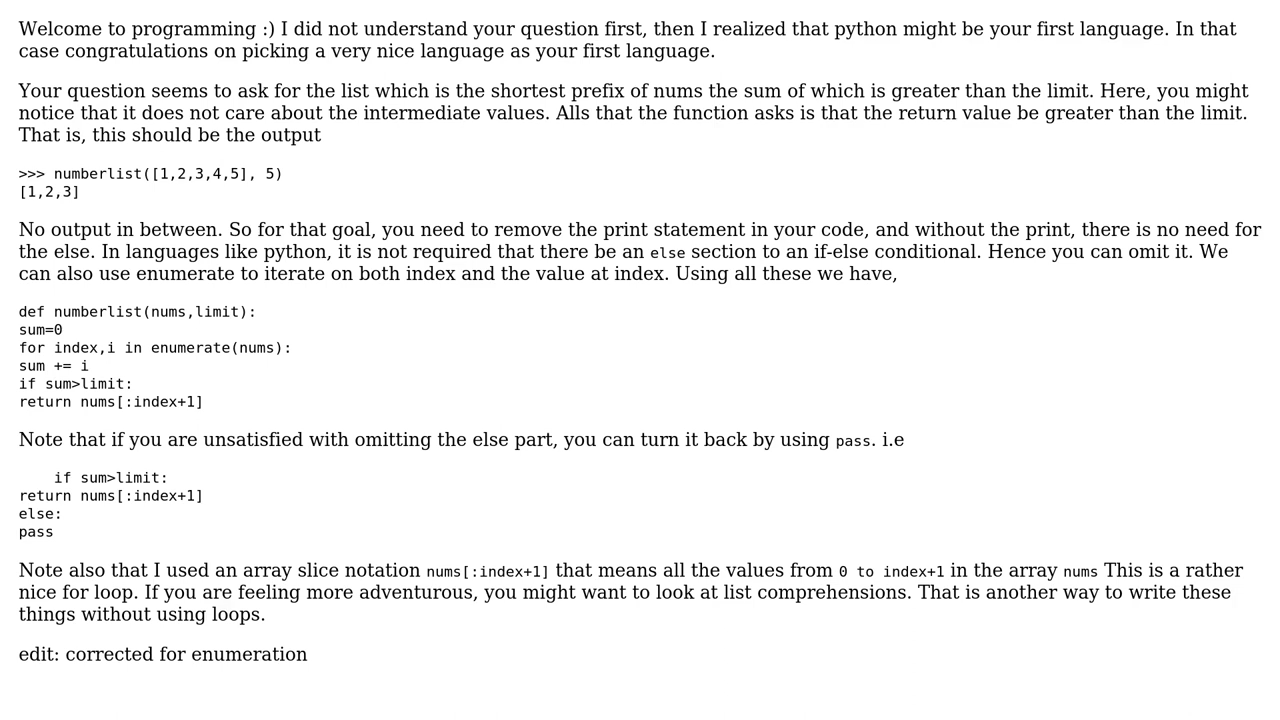 Welcome to programming :) I did not understand your question first, then I realized that python might be your first language. In that
case congratulations on picking a very nice language as your first language.
Your question seems to ask for the list which is the shortest prefix of nums the sum of which is greater than the limit. Here, you might
notice that it does not care about the intermediate values. Alls that the function asks is that the return value be greater than the limit.
That is, this should be the output
>>> numberlist([1,2,3,4,5], 5)
[1,2,3]
No output in between. So for that goal, you need to remove the print statement in your code, and without the print, there is no need for
the else. In languages like python, it is not required that there be an else section to an if-else conditional. Hence you can omit it. We
can also use enumerate to iterate on both index and the value at index. Using all these we have,
def numberlist(nums,limit):
sum=0
for index,i in enumerate(nums):
sum += i
if sum>limit:
return nums[:index+1]
Note that if you are unsatisfied with omitting the else part, you can turn it back by using pass. i.e
    if sum>limit:
return nums[:index+1]
else:
pass
Note also that I used an array slice notation nums[:index+1] that means all the values from 0 to index+1 in the array nums This is a rather
nice for loop. If you are feeling more adventurous, you might want to look at list comprehensions. That is another way to write these
things without using loops.
edit: corrected for enumeration